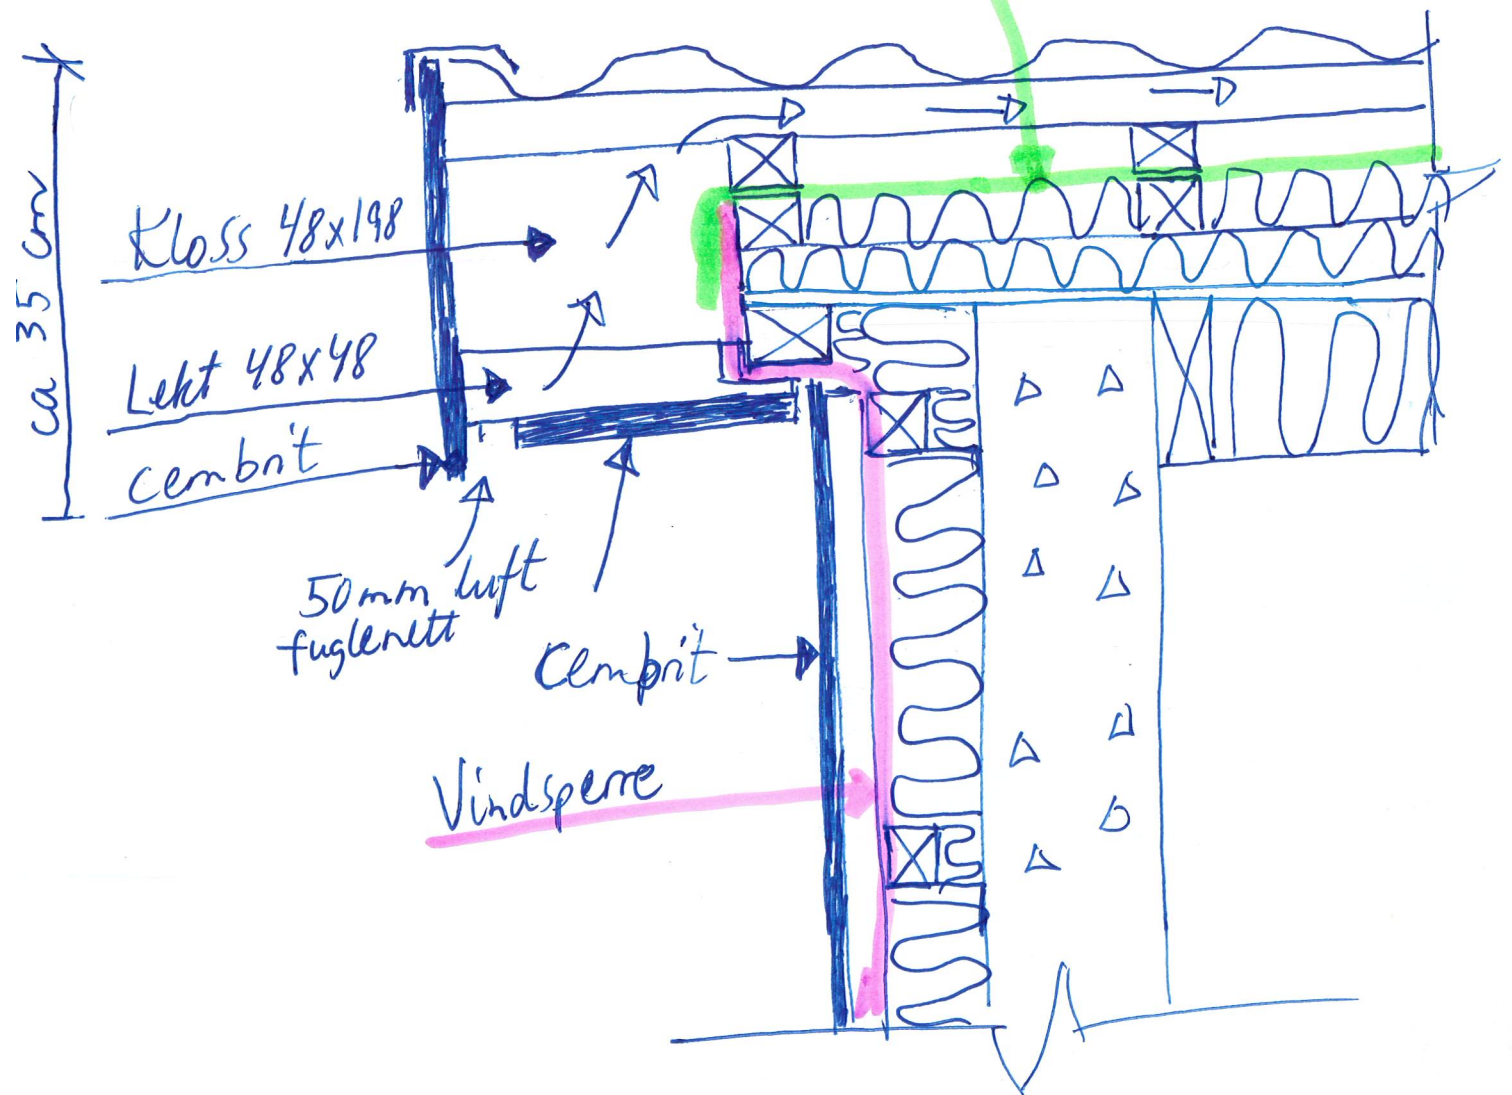 ca 35 cm
Kloss 48x198
Lekt 48x48
cembrit
50mm luft
fuglenett
Cembrit
Vindsperre